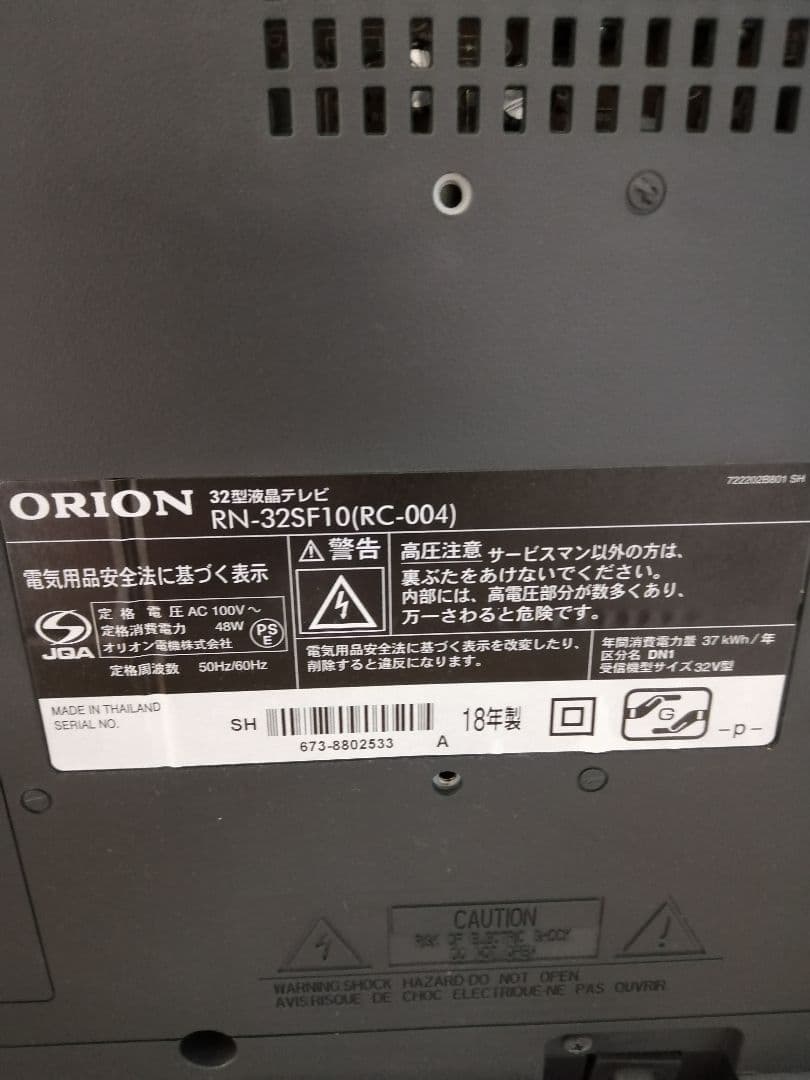 722202B801 SH
ORION
32型液晶テレビ
RN-32SF10(RC-004)
電気用品安全法に基づく表示
定格電圧 AC 100V～
定格消費電力 48W
オリオン電機株式会社
PS
E
JQA
定格周波数 50Hz/60Hz
⚠警告
高圧注意 サービスマン以外の方は、
裏ぶたをあけないでください。
内部には、高電圧部分が数多くあり、
万一さわると危険です。
電気用品安全法に基づく表示を改変したり、
削除すると違反になります。
年間消費電力量 37 kWh/年
区分名 DN1
受信機型サイズ 32V型
MADE IN THAILAND
SERIAL NO.
SH
673-8802533
A
18年製
G
-p-
CAUTION
RISK OF ELECTRIC SHOCK
DO NOT OPEN
WARNING:SHOCK HAZARD-DO NOT OPEN
AVIS:RISQUE DE CHOC ELECTRIQUE-NE PAS OUVRIR